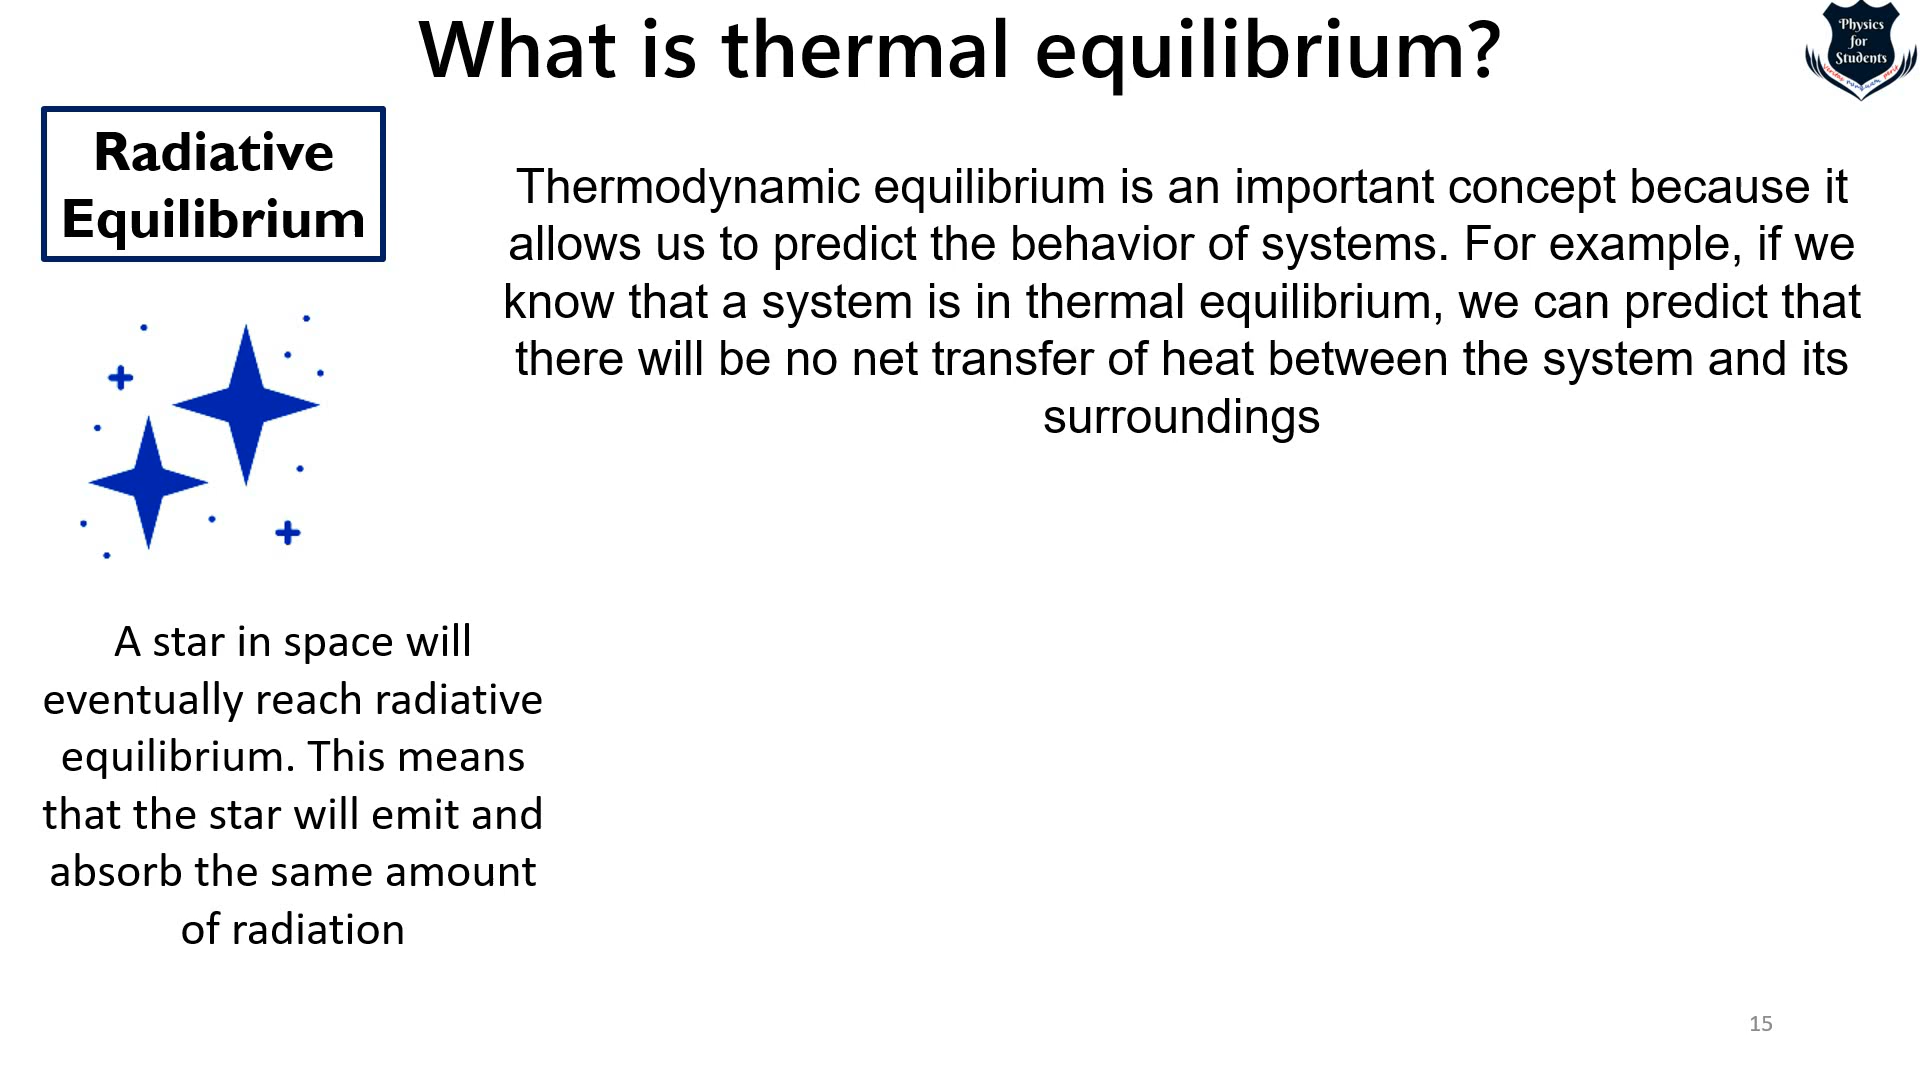 What is thermal equilibrium?
Physics
for
Students
Radiative
Equilibrium
Thermodynamic equilibrium is an important concept because it
allows us to predict the behavior of systems. For example, if we
know that a system is in thermal equilibrium, we can predict that
there will be no net transfer of heat between the system and its
surroundings
A star in space will
eventually reach radiative
equilibrium. This means
that the star will emit and
absorb the same amount
of radiation
15